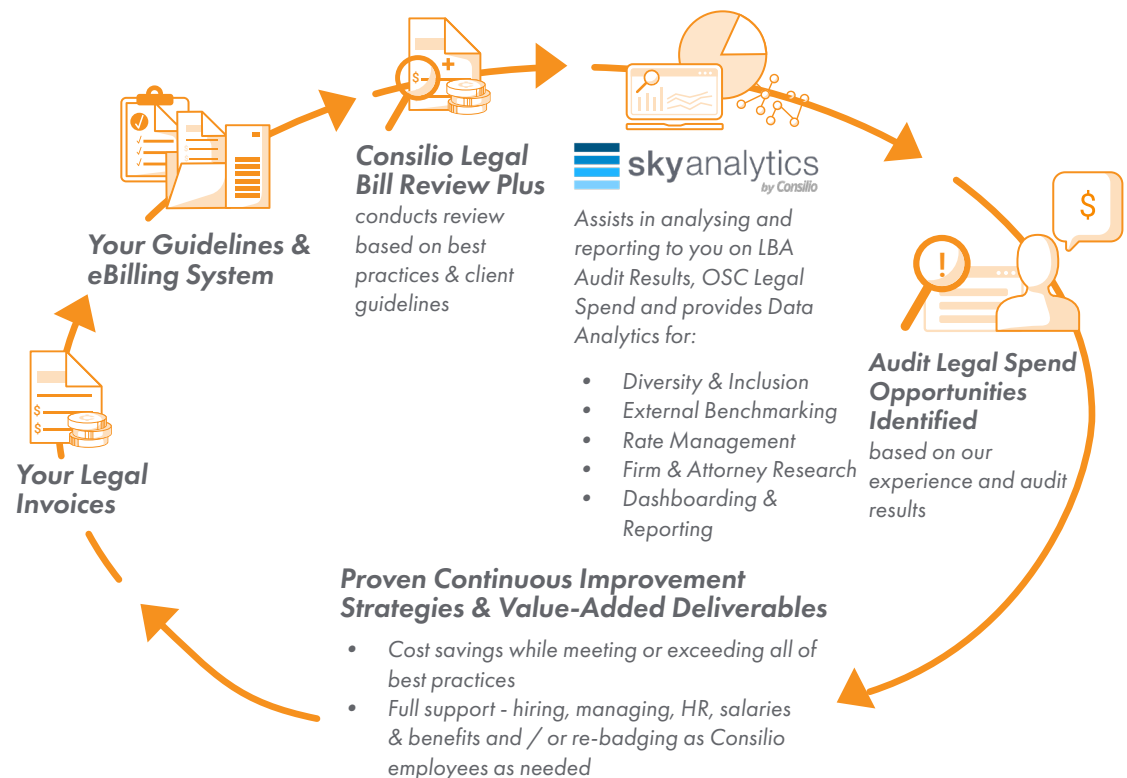 Your Legal
Invoices
Your Guidelines &
eBilling System
$-
Consilio Legal
Bill Review Plus
conducts review
based on best
practices & client
guidelines
skyanalytics
by Consilio
Assists in analysing and
reporting to you on LBA
Audit Results, OSC Legal
Spend and provides Data
Analytics for:
• Diversity & Inclusion
• External Benchmarking
• Rate Management
• Firm & Attorney Research
• Dashboarding &
Reporting
$
!
Audit Legal Spend
Opportunities
Identified
based on our
experience and audit
results
Proven Continuous Improvement
Strategies & Value-Added Deliverables
• Cost savings while meeting or exceeding all of
best practices
• Full support - hiring, managing, HR, salaries
& benefits and / or re-badging as Consilio
employees as needed